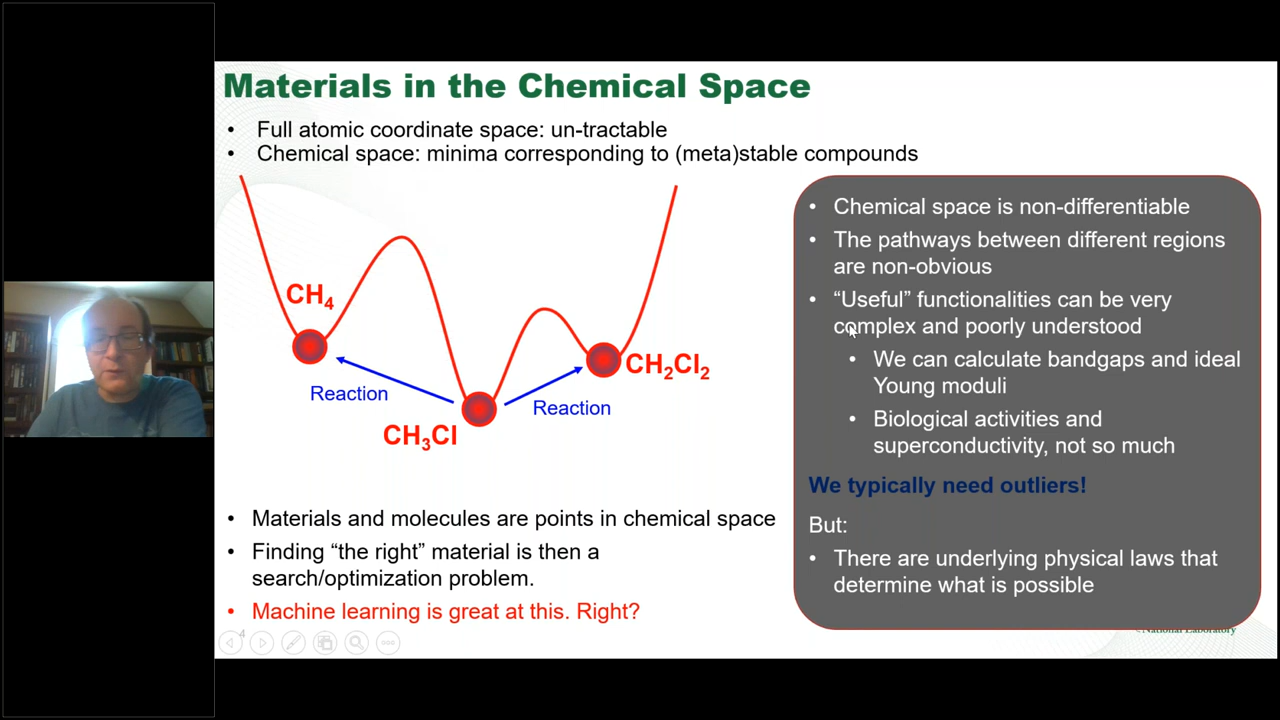 Materials in the Chemical Space
• Full atomic coordinate space: un-tractable
• Chemical space: minima corresponding to (meta)stable compounds
CH₄
Reaction
CH₃Cl
Reaction
CH₂Cl₂
• Materials and molecules are points in chemical space
• Finding “the right” material is then a
search/optimization problem.
• Machine learning is great at this. Right?
4
• Chemical space is non-differentiable
• The pathways between different regions
are non-obvious
• “Useful” functionalities can be very
complex and poorly understood
• We can calculate bandgaps and ideal
Young moduli
• Biological activities and
superconductivity, not so much
We typically need outliers!
But:
• There are underlying physical laws that
determine what is possible
National Laboratory